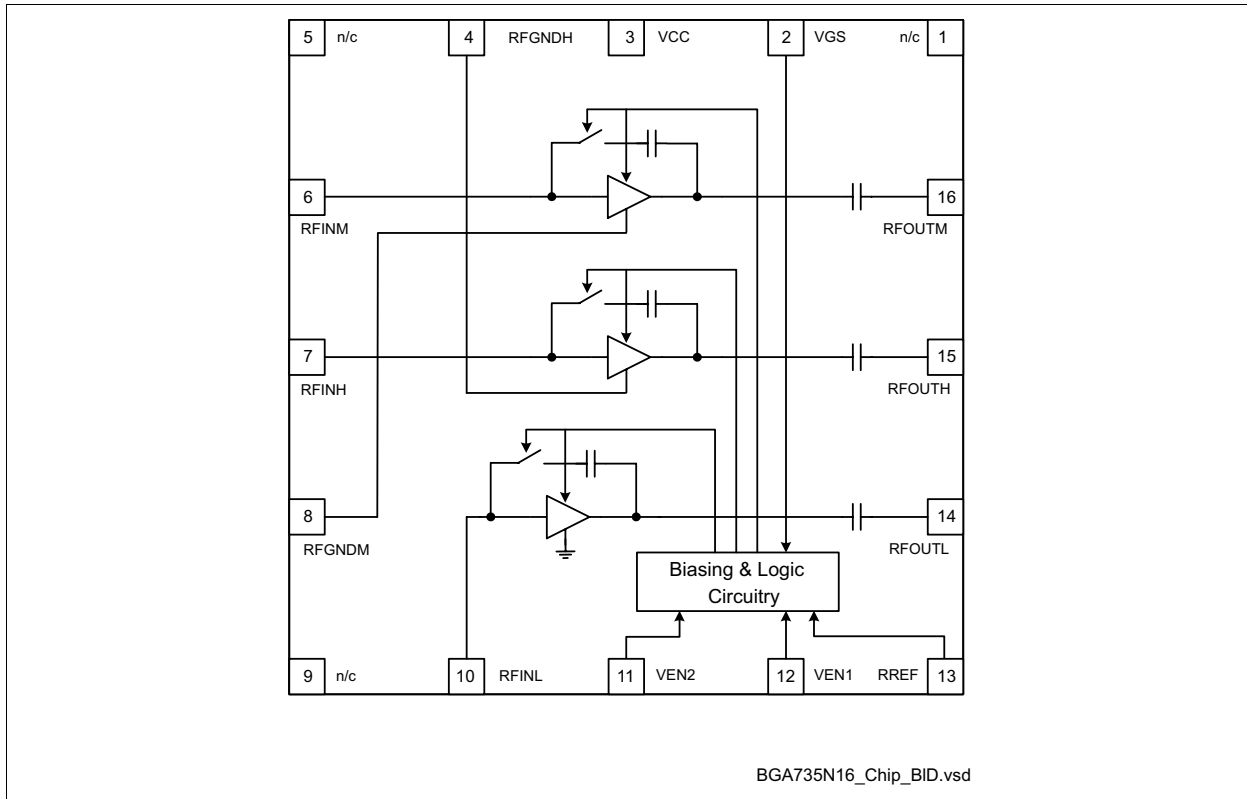 5 n/c 4 RFGNDH 3 VCC 2 VGS n/c 1
6 16
RFINM RFOUTM
7 15
RFINH RFOUTH
8 14
RFGNDM RFOUTL
Biasing & Logic
Circuitry
9 n/c 10 RFINL 11 VEN2 12 VEN1 RREF 13
BGA735N16_Chip_BlD.vsd